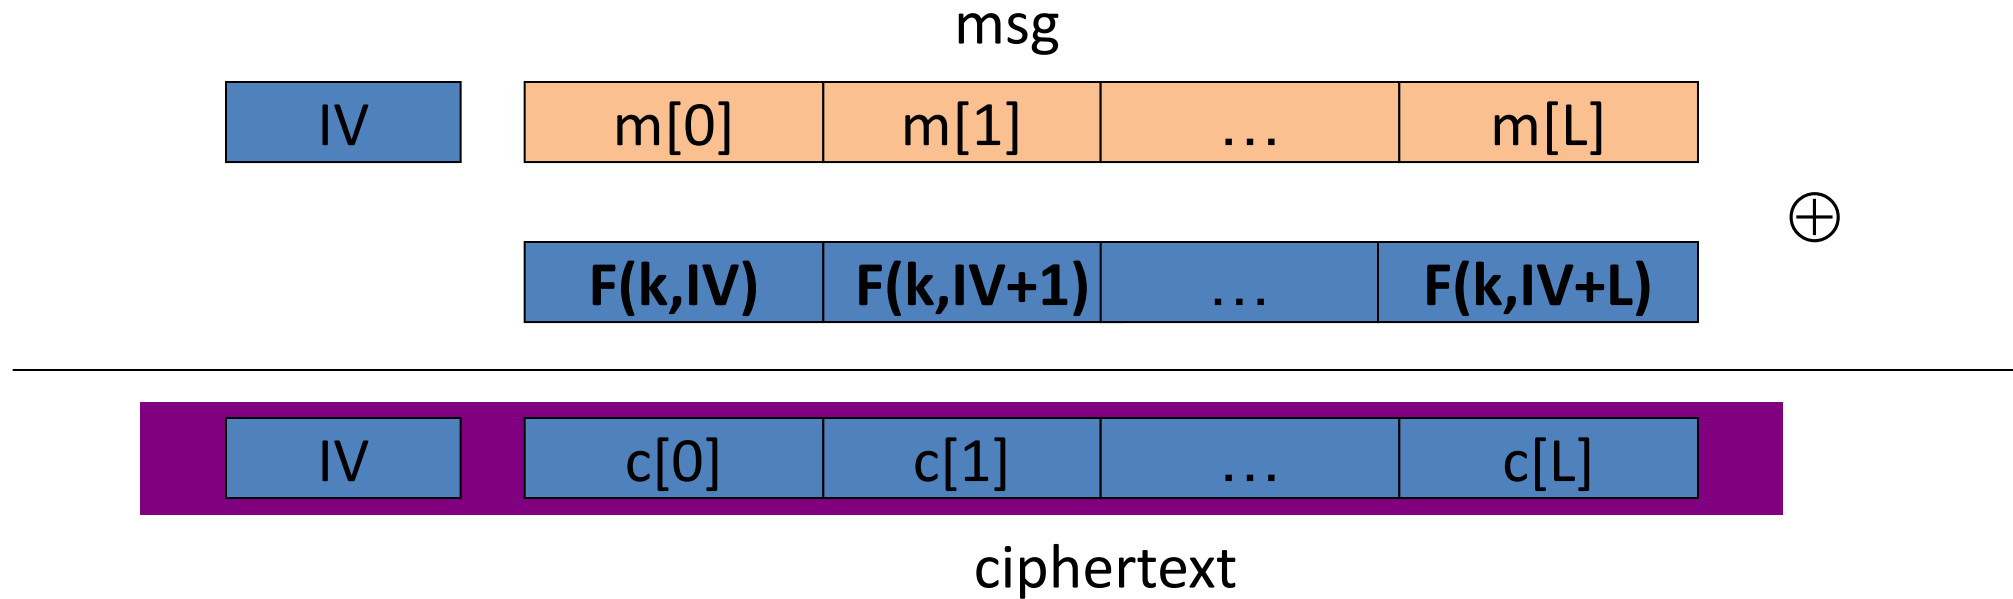 msg
IV m[0] m[1] … m[L]
⊕
F(k,IV) F(k,IV+1) … F(k,IV+L)
IV c[0] c[1] … c[L]
ciphertext